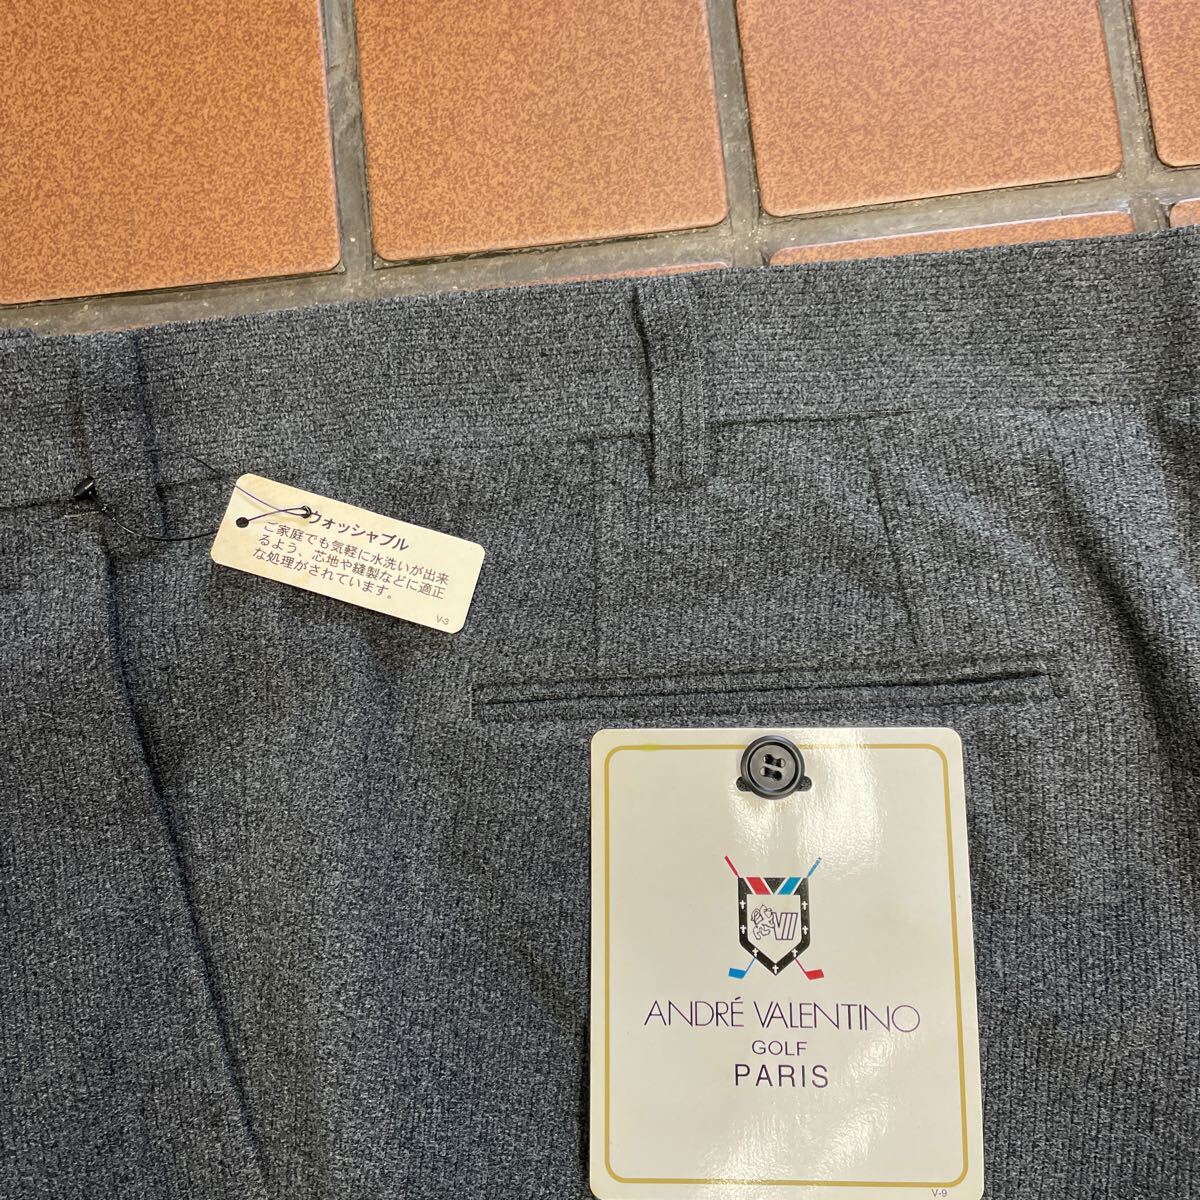 ウォッシャブル
ご家庭でも気軽に水洗いが出来
るよう、芯地や縫製などに適正
な処理がされています。
V-3
VII
ANDRÉ VALENTINO
GOLF
PARIS
V-9